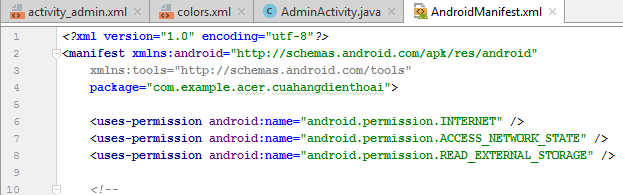 activity_admin.xml × colors.xml × AdminActivity.java × AndroidManifest.xml ×
1 <?xml version="1.0" encoding="utf-8"?>
2 <manifest xmlns:android="http://schemas.android.com/apk/res/android"
3 xmlns:tools="http://schemas.android.com/tools"
4 package="com.example.acer.cuahangdienthoai">
5
6 <uses-permission android:name="android.permission.INTERNET" />
7 <uses-permission android:name="android.permission.ACCESS_NETWORK_STATE" />
8 <uses-permission android:name="android.permission.READ_EXTERNAL_STORAGE" />
9
10 <!--